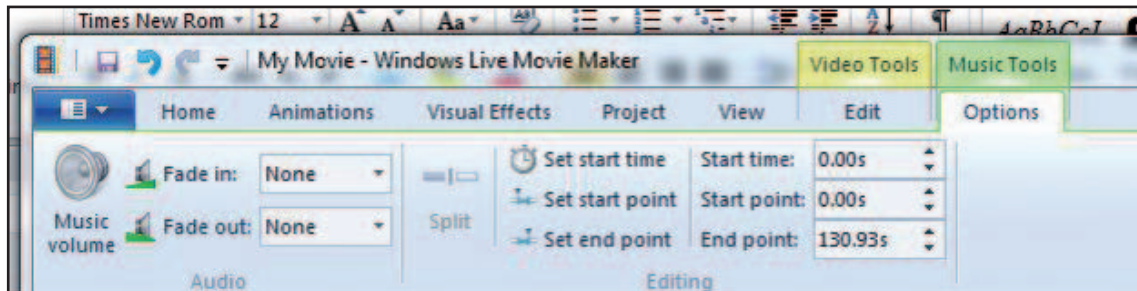 Times New Rom 12 A A Aa
AaBbCcI
My Movie - Windows Live Movie Maker Video Tools Music Tools
Home Animations Visual Effects Project View Edit Options
Fade in: None Set start time Start time: 0.00s
Music volume Fade out: None Split Set start point Start point: 0.00s
Set end point End point: 130.93s
Audio Editing